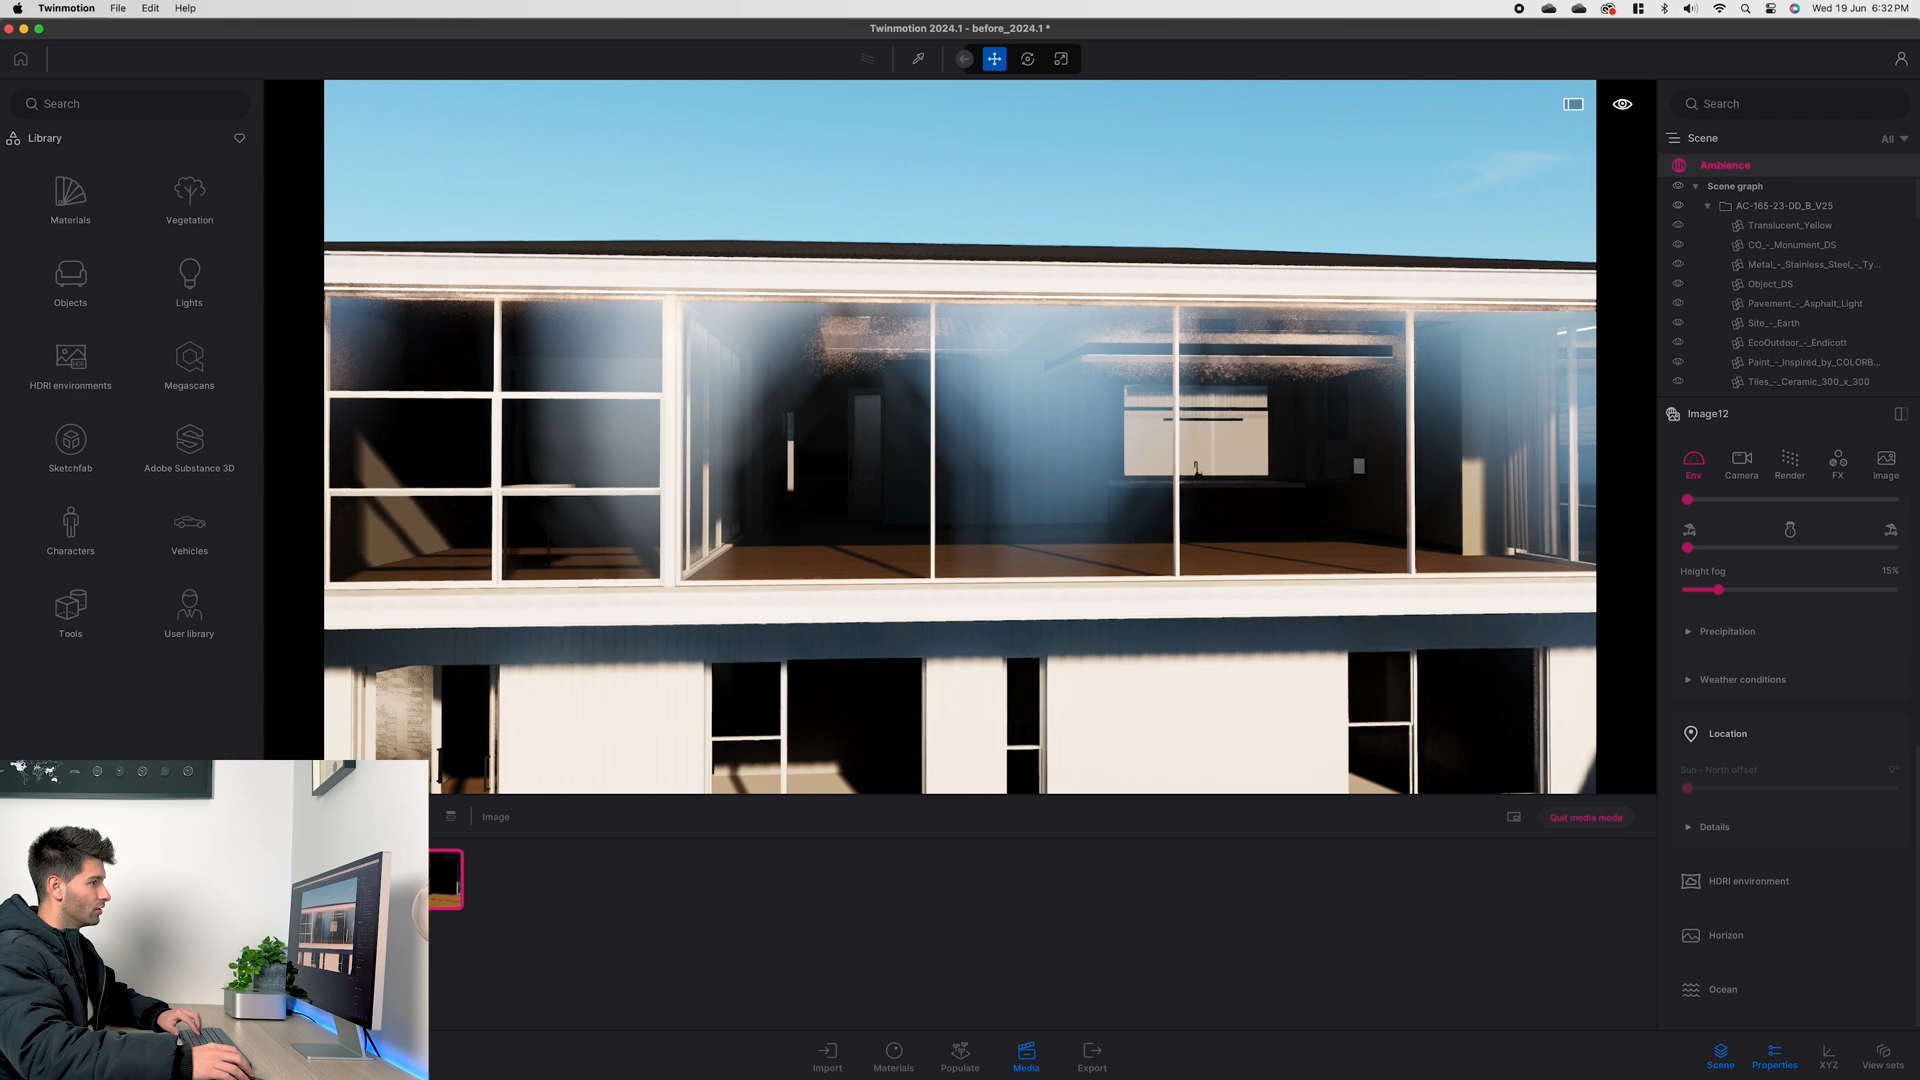 Twinmotion File Edit Help
Wed 19 Jun 6:32 PM
Twinmotion 2024.1 - before_2024.1 *
Search
Library
Materials
Vegetation
Objects
Lights
HDRI environments
Megascans
Sketchfab
Adobe Substance 3D
Characters
Vehicles
Tools
User library
Search
Scene
All
Ambience
Scene graph
AC-165-23-DD_B_V25
Translucent_Yellow
CO_-_Monument_DS
Metal_-_Stainless_Steel_-_Ty...
Object_DS
Pavement_-_Asphalt_Light
Site_-_Earth
EcoOutdoor_-_Endicott
Paint_-_Inspired_by_COLORB...
Tiles_-_Ceramic_300_x_300
Image12
Env
Camera
Render
FX
Image
Height fog
15%
Precipitation
Weather conditions
Location
Sun - North offset
0°
Details
HDRI environment
Horizon
Ocean
Image
Quit media mode
Import
Materials
Populate
Media
Export
Scene
Properties
XYZ
View sets